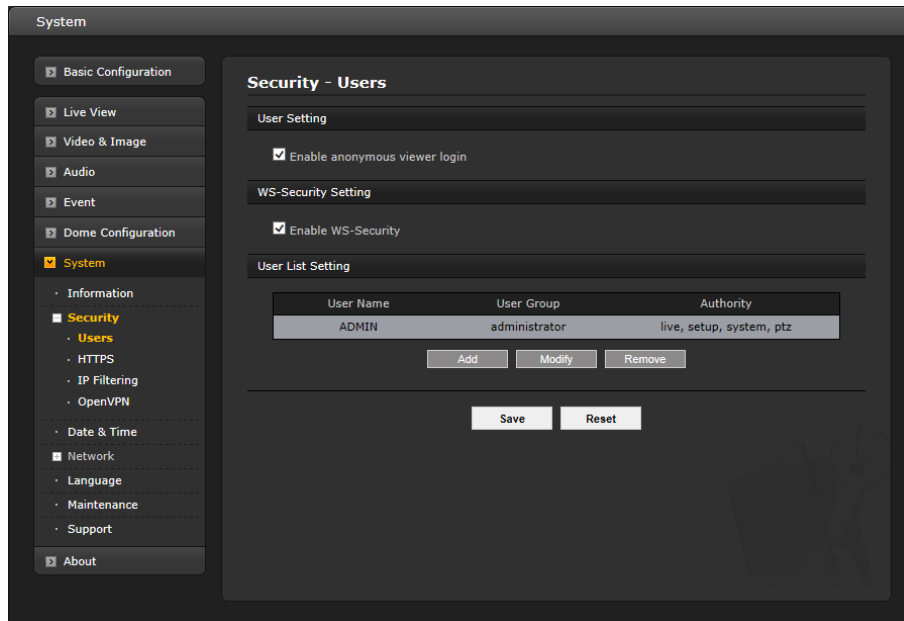 System
Basic Configuration
Live View
Video & Image
Audio
Event
Dome Configuration
System
Information
Security
Users
HTTPS
IP Filtering
OpenVPN
Date & Time
Network
Language
Maintenance
Support
About
Security - Users
User Setting
Enable anonymous viewer login
WS-Security Setting
Enable WS-Security
User List Setting
User Name User Group Authority
ADMIN administrator live, setup, system, ptz
Add Modify Remove
Save Reset